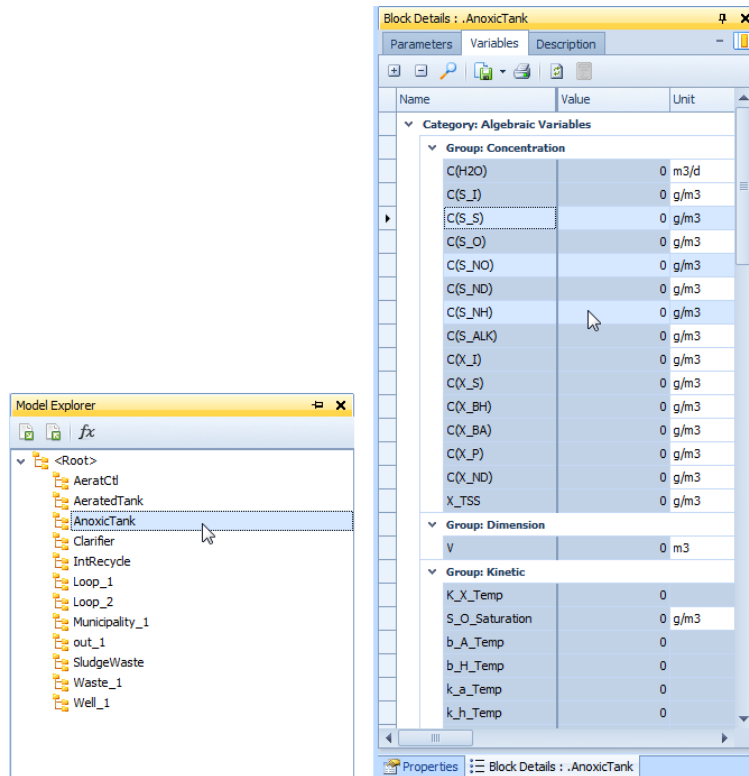 Model Explorer
fx
<Root>
AeratCtl
AeratedTank
AnoxicTank
Clarifier
IntRecycle
Loop_1
Loop_2
Municipality_1
out_1
SludgeWaste
Waste_1
Well_1
Block Details : .AnoxicTank
Parameters Variables Description
Name Value Unit
Category: Algebraic Variables
Group: Concentration
C(H2O) 0 m3/d
C(S_I) 0 g/m3
C(S_S) 0 g/m3
C(S_O) 0 g/m3
C(S_NO) 0 g/m3
C(S_ND) 0 g/m3
C(S_NH) 0 g/m3
C(S_ALK) 0 g/m3
C(X_I) 0 g/m3
C(X_S) 0 g/m3
C(X_BH) 0 g/m3
C(X_BA) 0 g/m3
C(X_P) 0 g/m3
C(X_ND) 0 g/m3
X_TSS 0 g/m3
Group: Dimension
V 0 m3
Group: Kinetic
K_X_Temp 0
S_O_Saturation 0 g/m3
b_A_Temp 0
b_H_Temp 0
k_a_Temp 0
k_h_Temp 0
Properties Block Details : .AnoxicTank